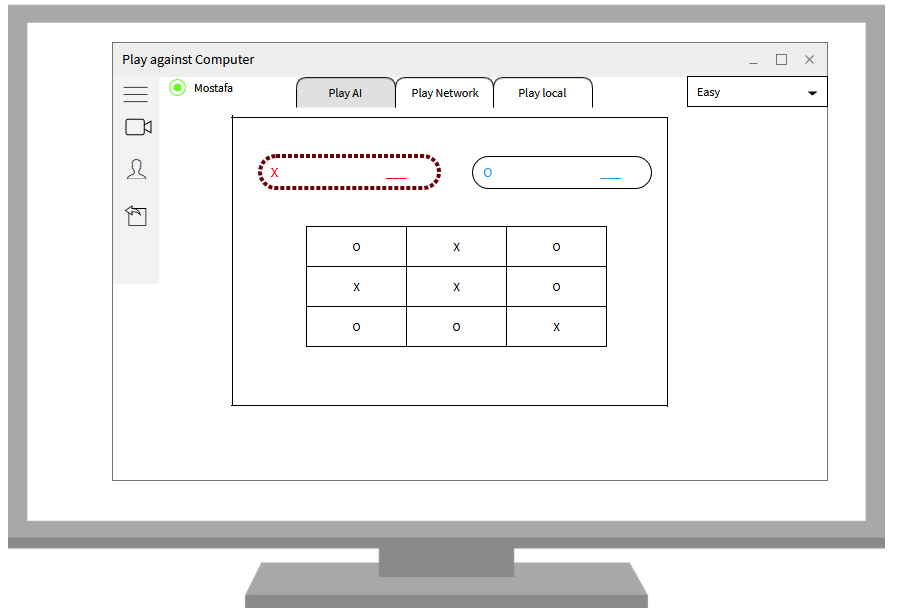 Play against Computer
Mostafa
Play AI
Play Network
Play local
Easy
X ___
O ___
O X O
X X O
O O X